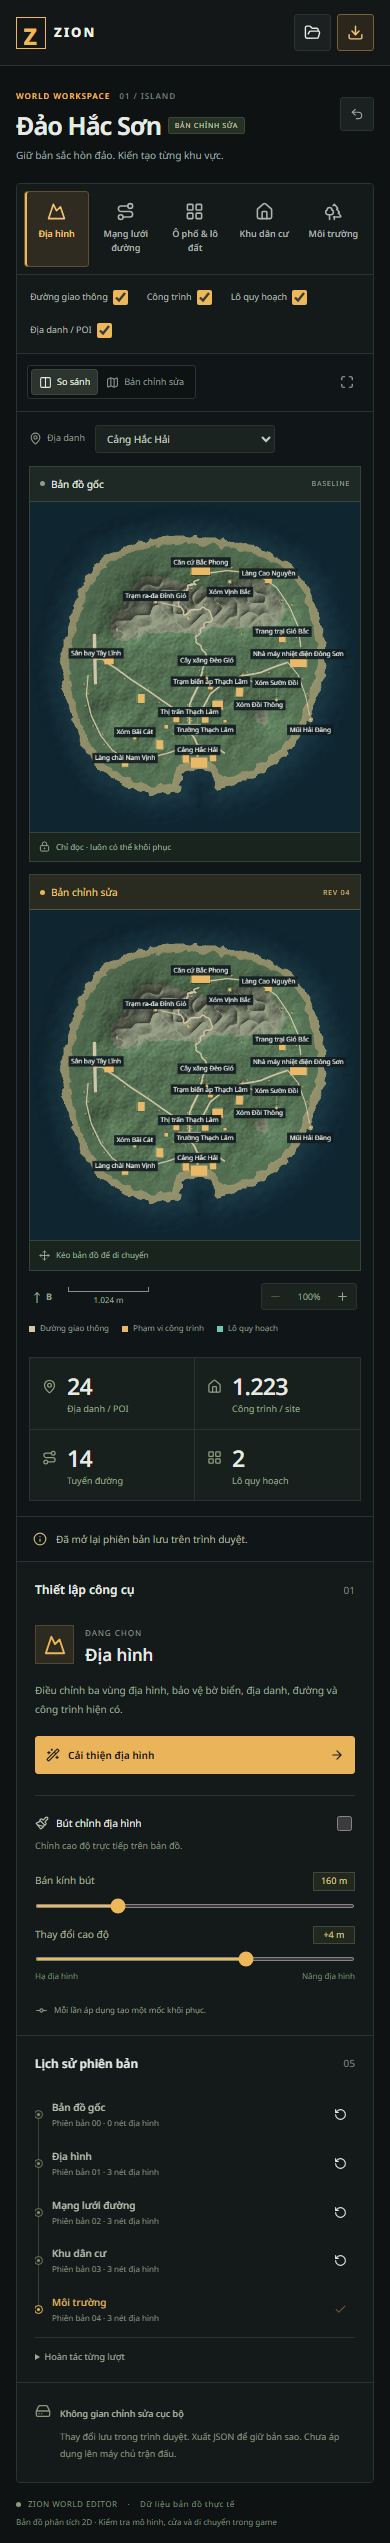 Z ZION
WORLD WORKSPACE 01 / ISLAND
Đảo Hắc Sơn BẢN CHỈNH SỬA
Giữ bản sắc hòn đảo. Kiến tạo từng khu vực.
Địa hình
Mạng lưới đường
Ô phố & lô đất
Khu dân cư
Môi trường
Đường giao thông Công trình Lô quy hoạch
Địa danh / POI
So sánh Bản chỉnh sửa
Địa danh Cảng Hắc Hải
Bản đồ gốc BASELINE
Căn cứ Bắc Phong
Làng Cao Nguyên
Trạm ra-đa Đỉnh Gió
Xóm Vịnh Bắc
Trang trại Gió Bắc
Sân bay Tây Lĩnh
Nhà máy nhiệt điện Đông Sơn
Cây xăng Đèo Gió
Trạm biến áp Thạch Lâm
Xóm Sườn Đồi
Xóm Đồi Thông
Thị trấn Thạch Lâm
Xóm Bãi Cát
Trường Thạch Lâm
Mũi Hải Đăng
Cảng Hắc Hải
Làng chài Nam Vịnh
Chỉ đọc · luôn có thể khôi phục
Bản chỉnh sửa REV 04
Căn cứ Bắc Phong
Làng Cao Nguyên
Trạm ra-đa Đỉnh Gió
Xóm Vịnh Bắc
Trang trại Gió Bắc
Sân bay Tây Lĩnh
Nhà máy nhiệt điện Đông Sơn
Cây xăng Đèo Gió
Trạm biến áp Thạch Lâm
Xóm Sườn Đồi
Xóm Đồi Thông
Thị trấn Thạch Lâm
Xóm Bãi Cát
Trường Thạch Lâm
Mũi Hải Đăng
Cảng Hắc Hải
Làng chài Nam Vịnh
Kéo bản đồ để di chuyển
↑ B 1.024 m − 100% +
Đường giao thông Phạm vi công trình Lô quy hoạch
24 Địa danh / POI
1.223 Công trình / site
14 Tuyến đường
2 Lô quy hoạch
Đã mở lại phiên bản lưu trên trình duyệt.
Thiết lập công cụ 01
ĐANG CHỌN
Địa hình
Điều chỉnh ba vùng địa hình, bảo vệ bờ biển, địa danh, đường và
công trình hiện có.
Cải thiện địa hình →
Bút chỉnh địa hình
Chỉnh cao độ trực tiếp trên bản đồ.
Bán kính bút 160 m
Thay đổi cao độ +4 m
Hạ địa hình Nâng địa hình
Mỗi lần áp dụng tạo một mốc khôi phục.
Lịch sử phiên bản 05
Bản đồ gốc
Phiên bản 00 · 0 nét địa hình
Địa hình
Phiên bản 01 · 3 nét địa hình
Mạng lưới đường
Phiên bản 02 · 3 nét địa hình
Khu dân cư
Phiên bản 03 · 3 nét địa hình
Môi trường
Phiên bản 04 · 3 nét địa hình
Hoàn tác từng lượt
Không gian chỉnh sửa cục bộ
Thay đổi lưu trong trình duyệt. Xuất JSON để giữ bản sao. Chưa áp
dụng lên máy chủ trận đấu.
ZION WORLD EDITOR · Dữ liệu bản đồ thực tế
Bản đồ phân tích 2D · Kiểm tra mô hình, cửa và di chuyển trong game